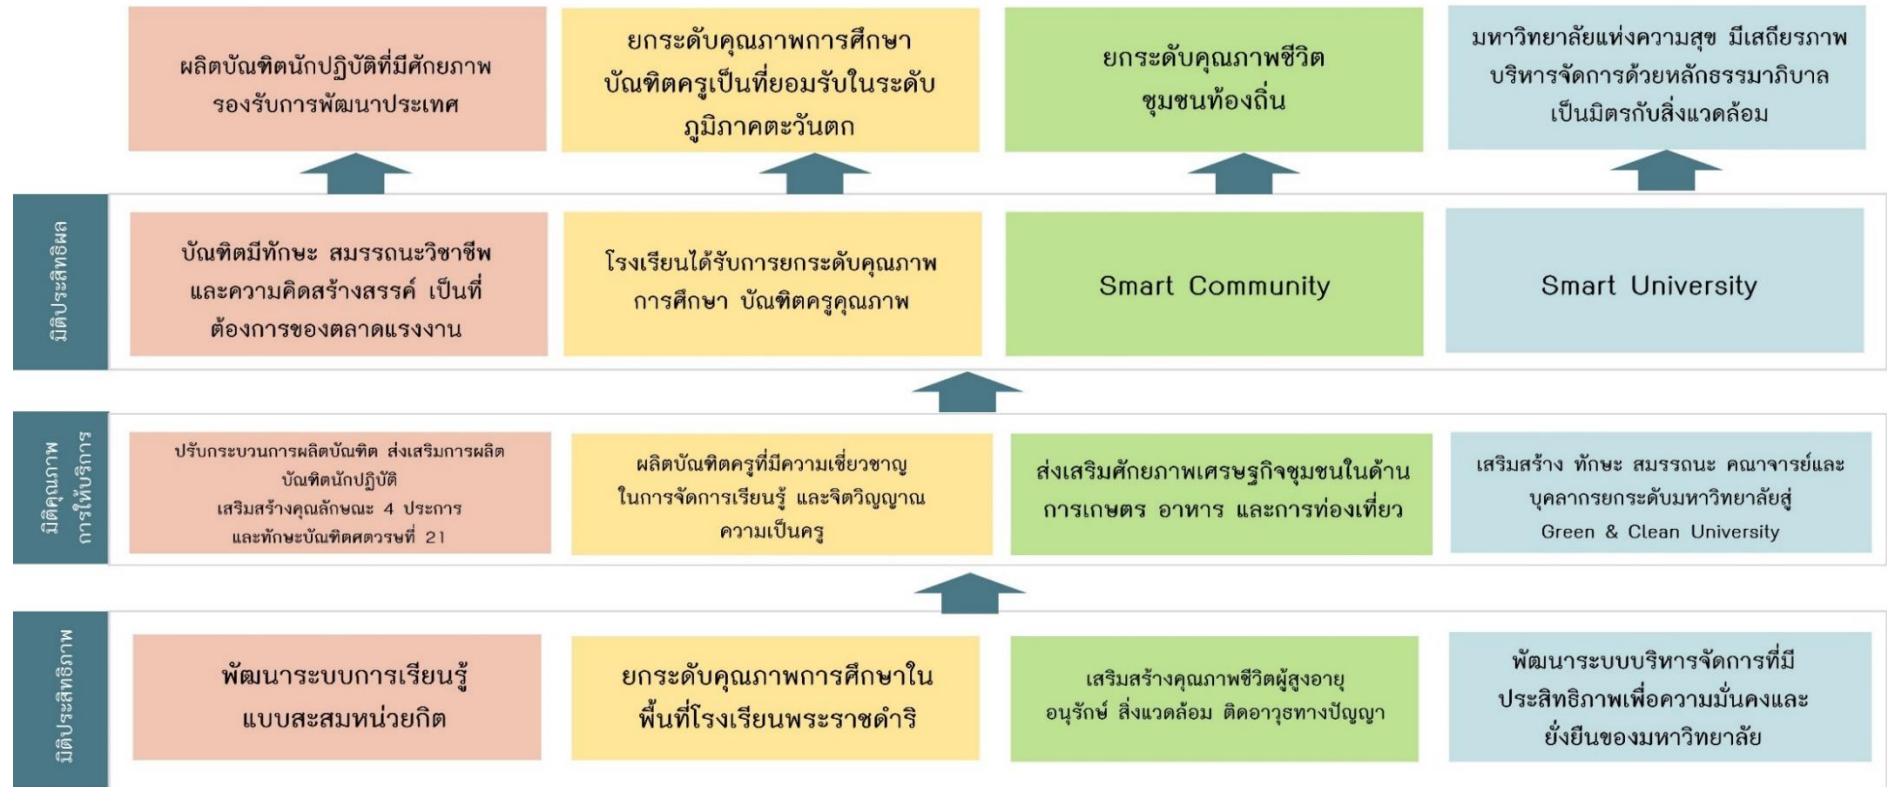 ผลิตบัณฑิตนักปฏิบัติที่มีศักยภาพ
รองรับการพัฒนาประเทศ
ยกระดับคุณภาพการศึกษา
บัณฑิตครูเป็นที่ยอมรับในระดับ
ภูมิภาคตะวันตก
ยกระดับคุณภาพชีวิต
ชุมชนท้องถิ่น
มหาวิทยาลัยแห่งความสุข มีเสถียรภาพ
บริหารจัดการด้วยหลักธรรมาภิบาล
เป็นมิตรกับสิ่งแวดล้อม
มิติประสิทธิผล
บัณฑิตมีทักษะ สมรรถนะวิชาชีพ
และความคิดสร้างสรรค์ เป็นที่
ต้องการของตลาดแรงงาน
โรงเรียนได้รับการยกระดับคุณภาพ
การศึกษา บัณฑิตครูคุณภาพ
Smart Community
Smart University
มิติคุณภาพ
การให้บริการ
ปรับกระบวนการผลิตบัณฑิต ส่งเสริมการผลิต
บัณฑิตนักปฏิบัติ
เสริมสร้างคุณลักษณะ 4 ประการ
และทักษะบัณฑิตศตวรรษที่ 21
ผลิตบัณฑิตครูที่มีความเชี่ยวชาญ
ในการจัดการเรียนรู้ และจิตวิญญาณ
ความเป็นครู
ส่งเสริมศักยภาพเศรษฐกิจชุมชนในด้าน
การเกษตร อาหาร และการท่องเที่ยว
เสริมสร้าง ทักษะ สมรรถนะ คณาจารย์และ
บุคลากรยกระดับมหาวิทยาลัยสู่
Green & Clean University
มิติประสิทธิภาพ
พัฒนาระบบการเรียนรู้
แบบสะสมหน่วยกิต
ยกระดับคุณภาพการศึกษาใน
พื้นที่โรงเรียนพระราชดำริ
เสริมสร้างคุณภาพชีวิตผู้สูงอายุ
อนุรักษ์ สิ่งแวดล้อม ติดอาวุธทางปัญญา
พัฒนาระบบบริหารจัดการที่มี
ประสิทธิภาพเพื่อความมั่นคงและ
ยั่งยืนของมหาวิทยาลัย